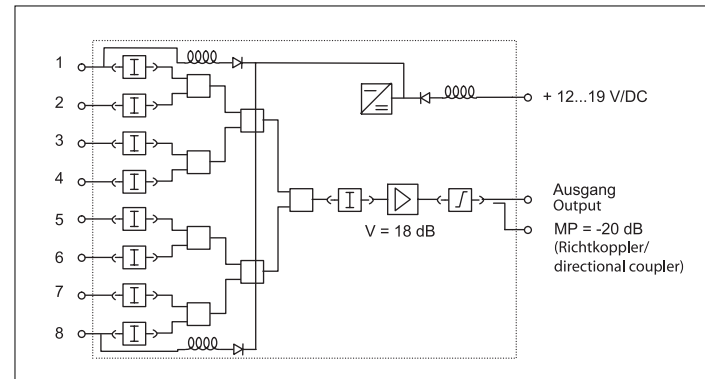 1
2
3
4
5
6
7
8
+ 12...19 V/DC
V = 18 dB
Ausgang
Output
MP = -20 dB
(Richtkoppler/
directional coupler)